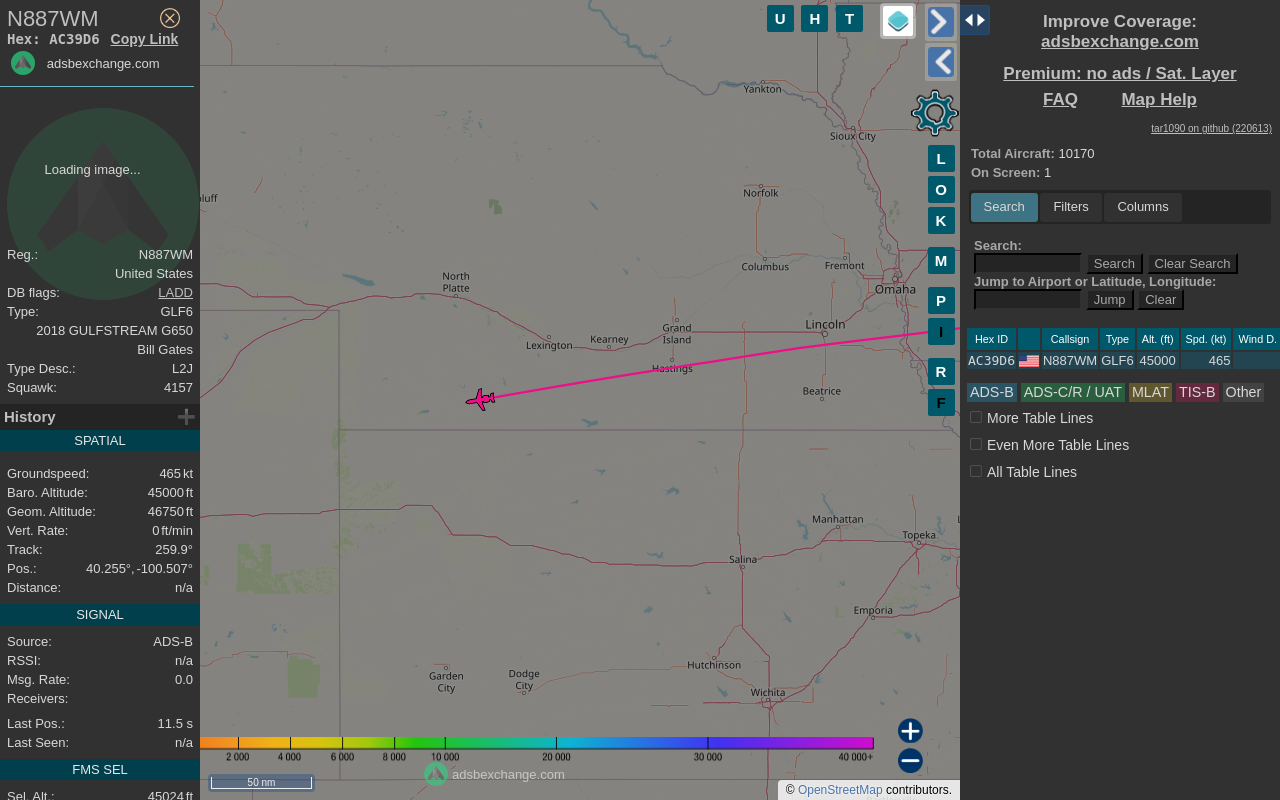 N887WM
Hex: AC39D6 Copy Link
adsbexchange.com
Loading image...
Reg.: N887WM
United States
DB flags: LADD
Type: GLF6
2018 GULFSTREAM G650
Bill Gates
Type Desc.: L2J
Squawk: 4157
History
SPATIAL
Groundspeed: 465 kt
Baro. Altitude: 45000 ft
Geom. Altitude: 46750 ft
Vert. Rate: 0 ft/min
Track: 259.9°
Pos.: 40.255°, -100.507°
Distance: n/a
SIGNAL
Source: ADS-B
RSSI: n/a
Msg. Rate: 0.0
Receivers:
Last Pos.: 11.5 s
Last Seen: n/a
FMS SEL
Sel. Alt.: 45024 ft
U H T
L
O
K
M
P
I
R
F
Yankton
Sioux City
Norfolk
luff
Columbus
Fremont
Omaha
North
Platte
Grand
Island
Lincoln
Lexington
Kearney
Hastings
Beatrice
Manhattan
Topeka
Salina
Emporia
Hutchinson
Garden
City
Dodge
City
Wichita
2 000 4 000 6 000 8 000 10 000 20 000 30 000 40 000+
adsbexchange.com
50 nm
© OpenStreetMap contributors.
Improve Coverage:
adsbexchange.com
Premium: no ads / Sat. Layer
FAQ Map Help
tar1090 on github (220613)
Total Aircraft: 10170
On Screen: 1
Search Filters Columns
Search:
Search Clear Search
Jump to Airport or Latitude, Longitude:
Jump Clear
Hex ID Callsign Type Alt. (ft) Spd. (kt) Wind D.
AC39D6 N887WM GLF6 45000 465
ADS-B ADS-C/R / UAT MLAT TIS-B Other
More Table Lines
Even More Table Lines
All Table Lines